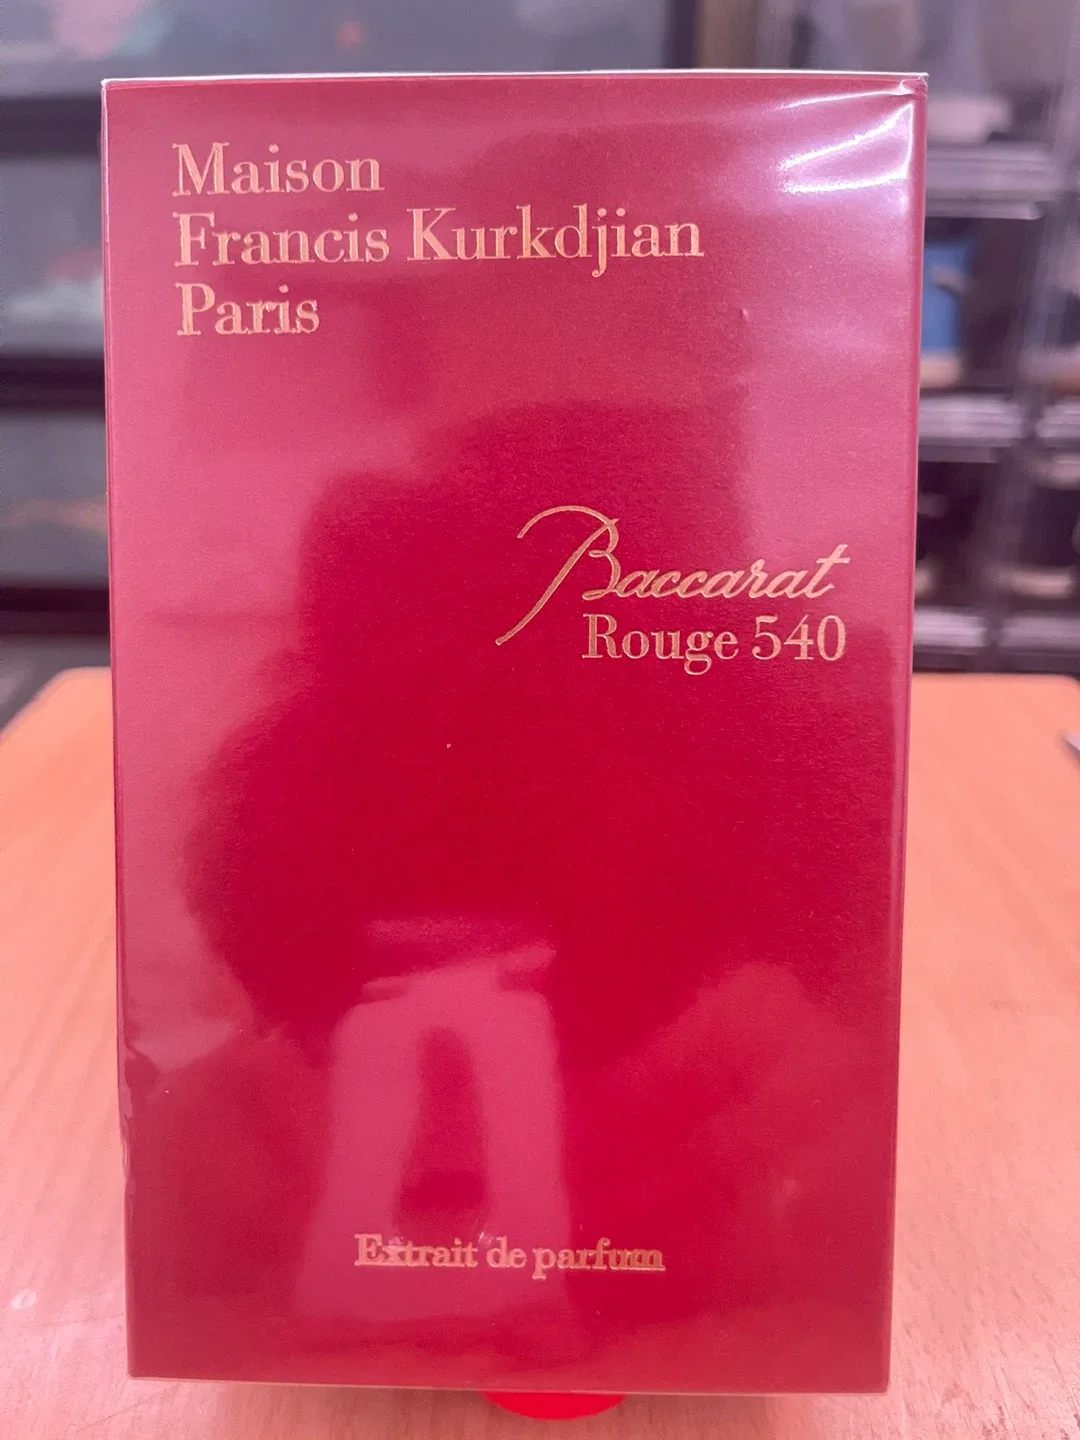 Maison
Francis Kurkdjian
Paris
Baccarat
Rouge 540
Extrait de parfum